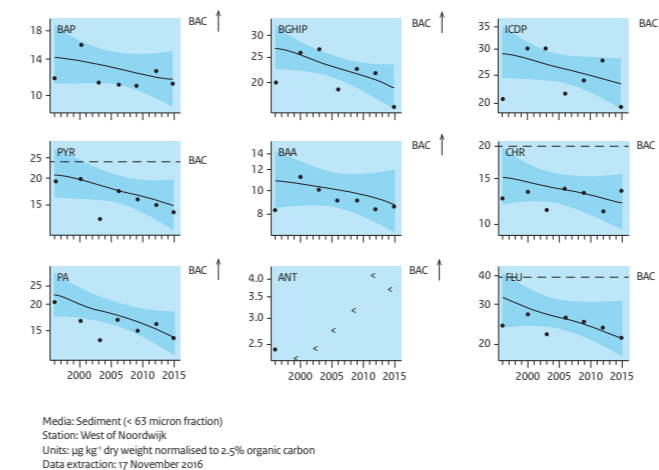 BAP
BAC
18
14
10
BGHIP
BAC
30
25
20
ICDP
BAC
35
30
25
20
PYR
BAC
25
20
15
BAA
BAC
14
12
10
8
CHR
BAC
20
15
10
PA
BAC
25
20
15
2000 2005 2010 2015
ANT
BAC
4.0
3.5
3.0
2.5
<
<
<
<
<
<
2000 2005 2010 2015
FLU
BAC
40
30
20
2000 2005 2010 2015
Media: Sediment (< 63 micron fraction)
Station: West of Noordwijk
Units: µg kg⁻¹ dry weight normalised to 2.5% organic carbon
Data extraction: 17 November 2016